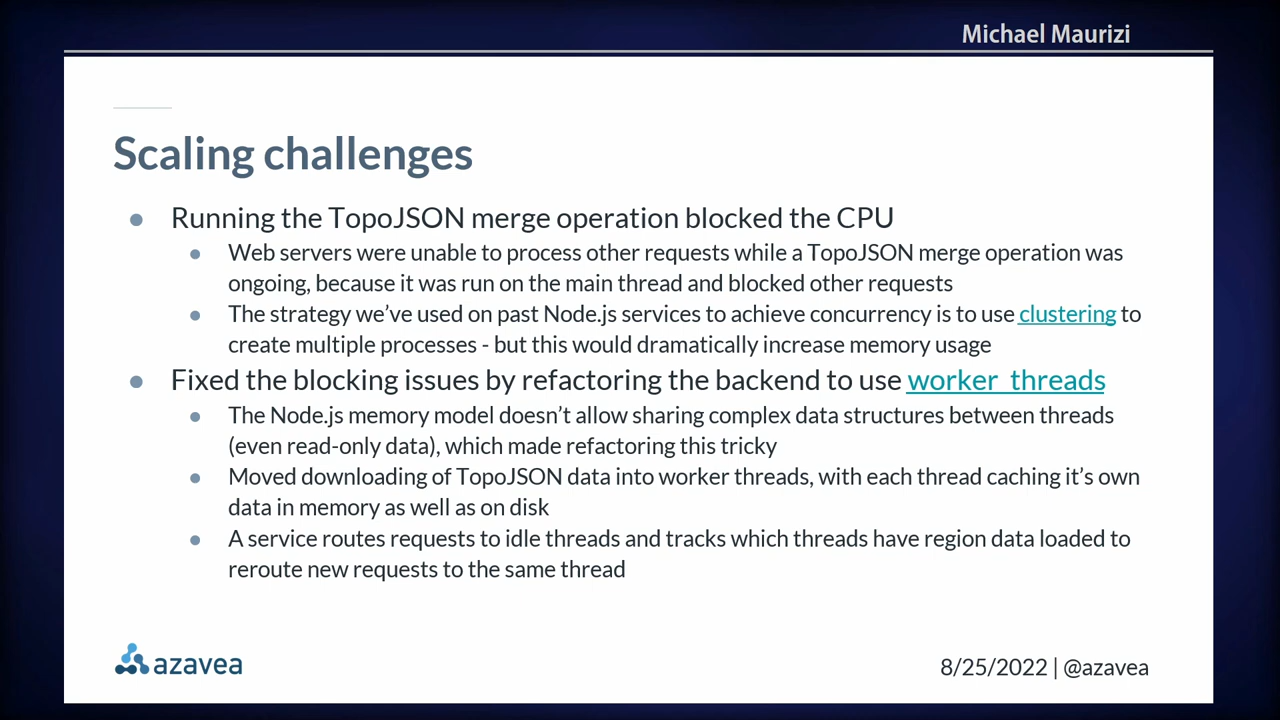 Michael Maurizi
Scaling challenges
● Running the TopoJSON merge operation blocked the CPU
● Web servers were unable to process other requests while a TopoJSON merge operation was
ongoing, because it was run on the main thread and blocked other requests
● The strategy we’ve used on past Node.js services to achieve concurrency is to use clustering to
create multiple processes - but this would dramatically increase memory usage
● Fixed the blocking issues by refactoring the backend to use worker_threads
● The Node.js memory model doesn’t allow sharing complex data structures between threads
(even read-only data), which made refactoring this tricky
● Moved downloading of TopoJSON data into worker threads, with each thread caching it’s own
data in memory as well as on disk
● A service routes requests to idle threads and tracks which threads have region data loaded to
reroute new requests to the same thread
azavea
8/25/2022 | @azavea